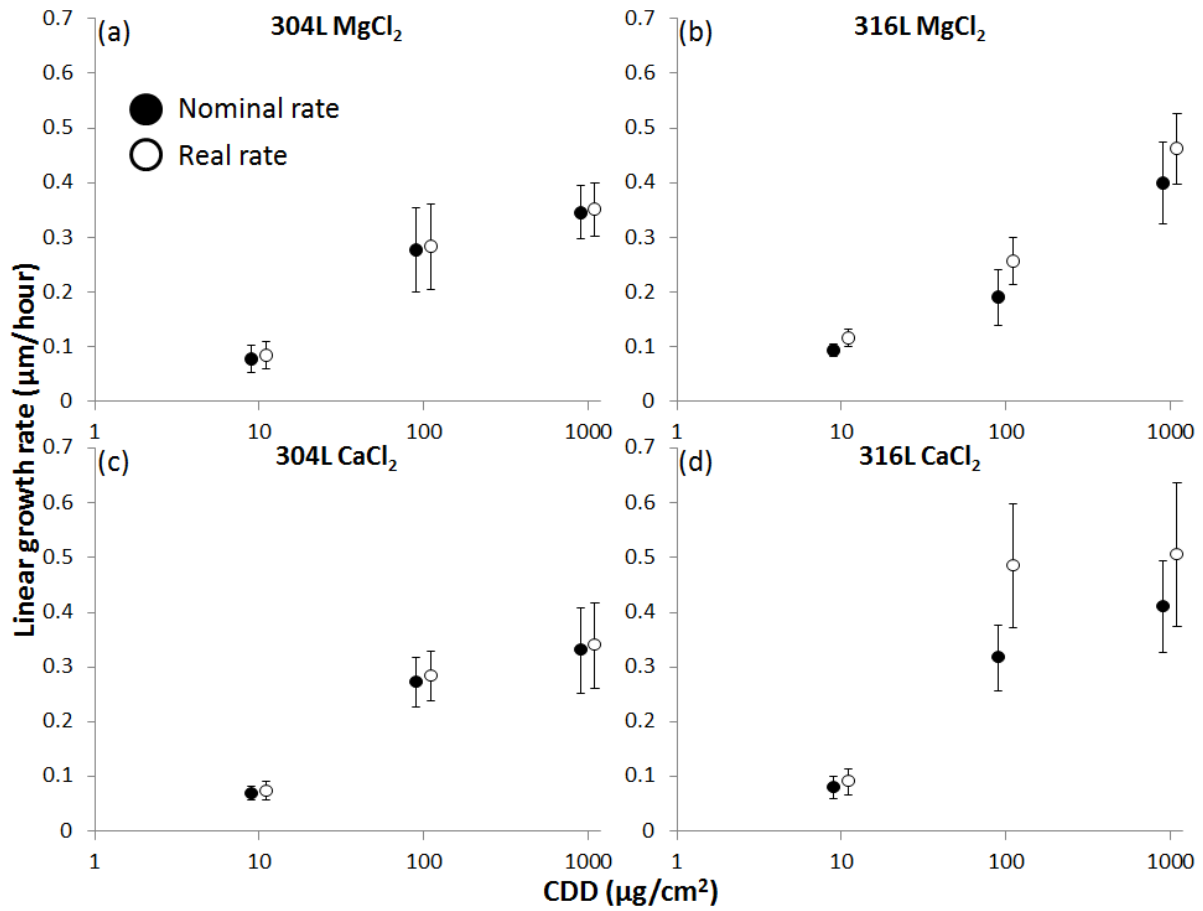 (a) 304L MgCl₂
0.7
0.6
0.5
0.4
0.3
0.2
0.1
0
Nominal rate
Real rate
1 10 100 1000
(b) 316L MgCl₂
0.7
0.6
0.5
0.4
0.3
0.2
0.1
0
1 10 100 1000
(c) 304L CaCl₂
0.7
0.6
0.5
0.4
0.3
0.2
0.1
0
1 10 100 1000
(d) 316L CaCl₂
0.7
0.6
0.5
0.4
0.3
0.2
0.1
0
1 10 100 1000
Linear growth rate (µm/hour)
CDD (µg/cm²)